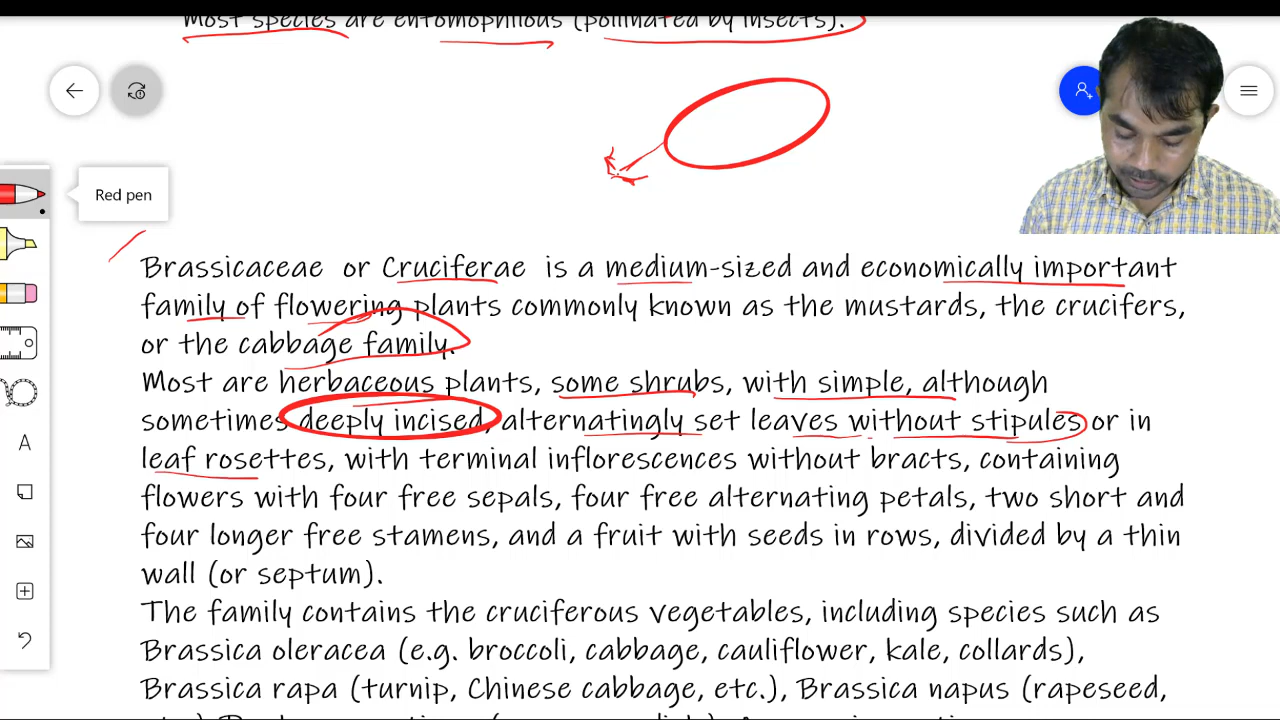 Most species are entomophilous (pollinated by insects).
Red pen
Brassicaceae or Cruciferae is a medium-sized and economically important
family of flowering plants commonly known as the mustards, the crucifers,
or the cabbage family.
Most are herbaceous plants, some shrubs, with simple, although
sometimes deeply incised, alternatingly set leaves without stipules or in
leaf rosettes, with terminal inflorescences without bracts, containing
flowers with four free sepals, four free alternating petals, two short and
four longer free stamens, and a fruit with seeds in rows, divided by a thin
wall (or septum).
The family contains the cruciferous vegetables, including species such as
Brassica oleracea (e.g. broccoli, cabbage, cauliflower, kale, collards),
Brassica rapa (turnip, Chinese cabbage, etc.), Brassica napus (rapeseed,